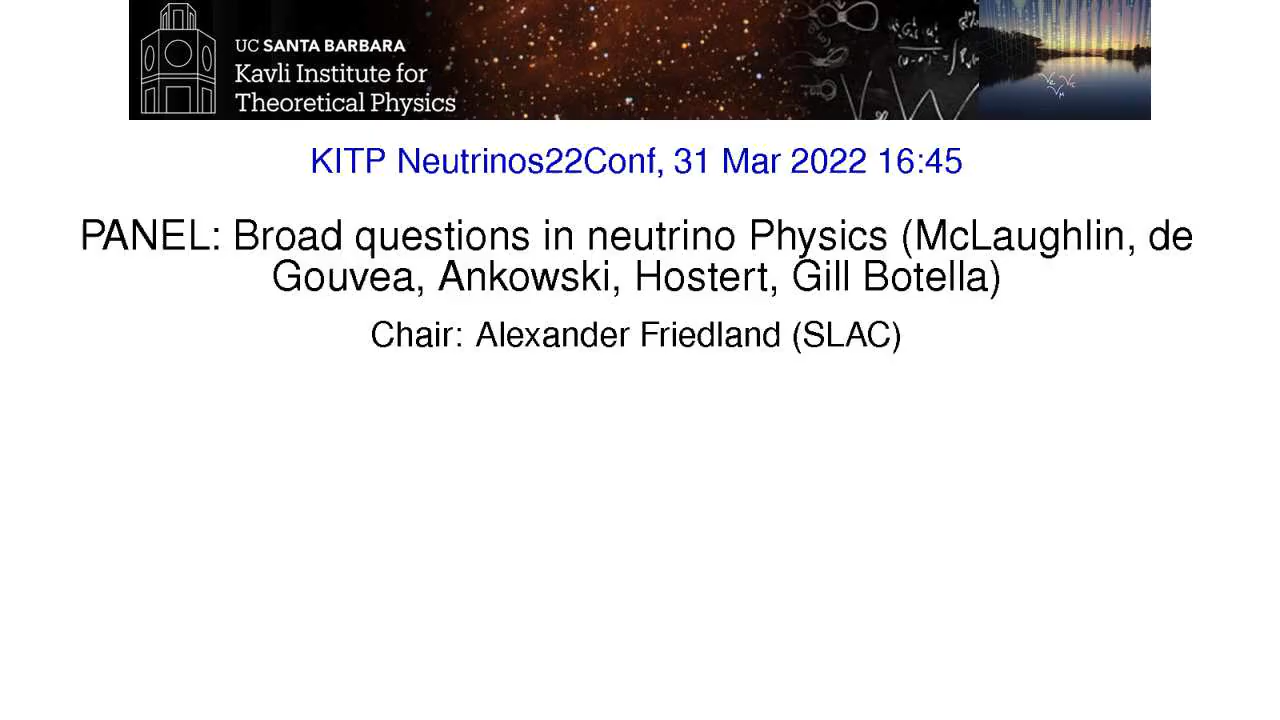 UC SANTA BARBARA
Kavli Institute for
Theoretical Physics
KITP Neutrinos22Conf, 31 Mar 2022 16:45
PANEL: Broad questions in neutrino Physics (McLaughlin, de
Gouvea, Ankowski, Hostert, Gill Botella)
Chair: Alexander Friedland (SLAC)